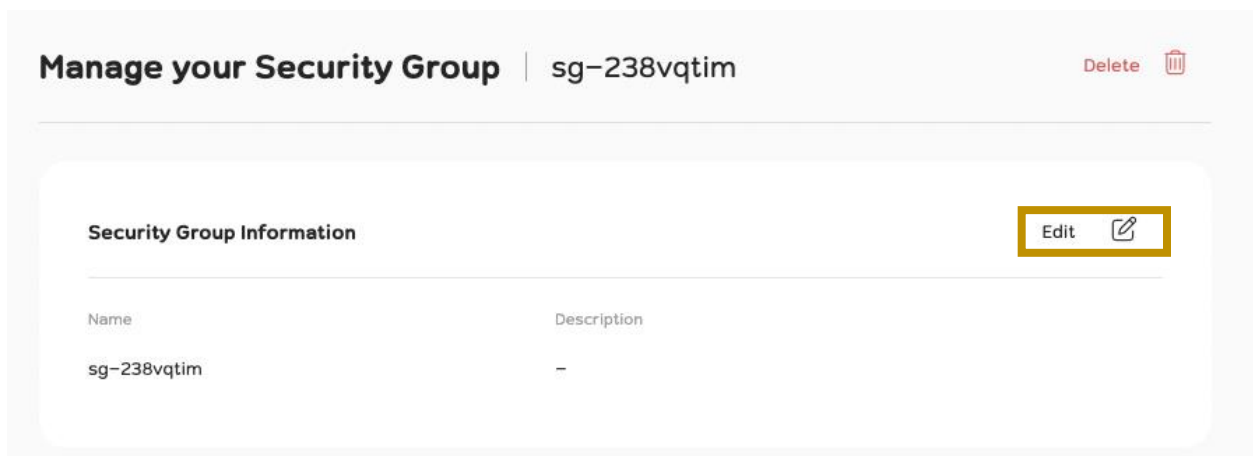 Manage your Security Group | sg-238vqtim Delete
Security Group Information Edit
Name Description
sg-238vqtim –